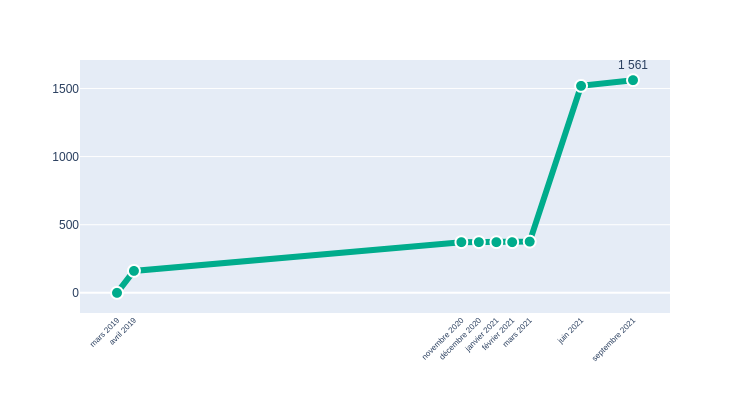 1 561
1500
1000
500
0
mars 2019
avril 2019
novembre 2020
décembre 2020
janvier 2021
février 2021
mars 2021
juin 2021
septembre 2021